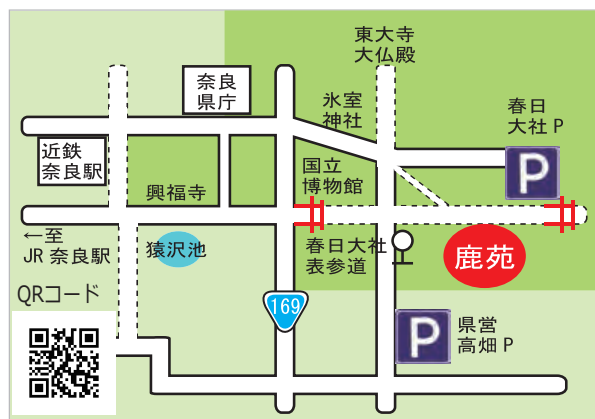 東大寺
大仏殿
奈良
県庁
氷室
神社
春日
大社 P
P
近鉄
奈良駅
国立
博物館
興福寺
←至
JR 奈良駅
猿沢池
春日大社
表参道
鹿苑
QRコード
169
P
県営
高畑 P